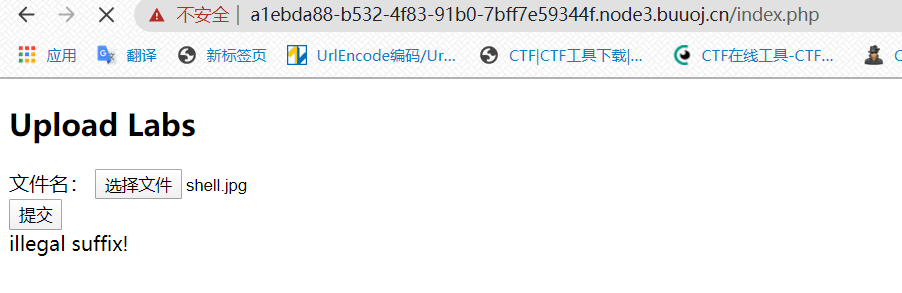 不安全 | a1ebda88-b532-4f83-91b0-7bff7e59344f.node3.buuoj.cn/index.php
应用 翻译 新标签页 UrlEncode编码/Ur... CTF|CTF工具下载|... CTF在线工具-CTF... C
Upload Labs
文件名： 选择文件 shell.jpg
提交
illegal suffix!